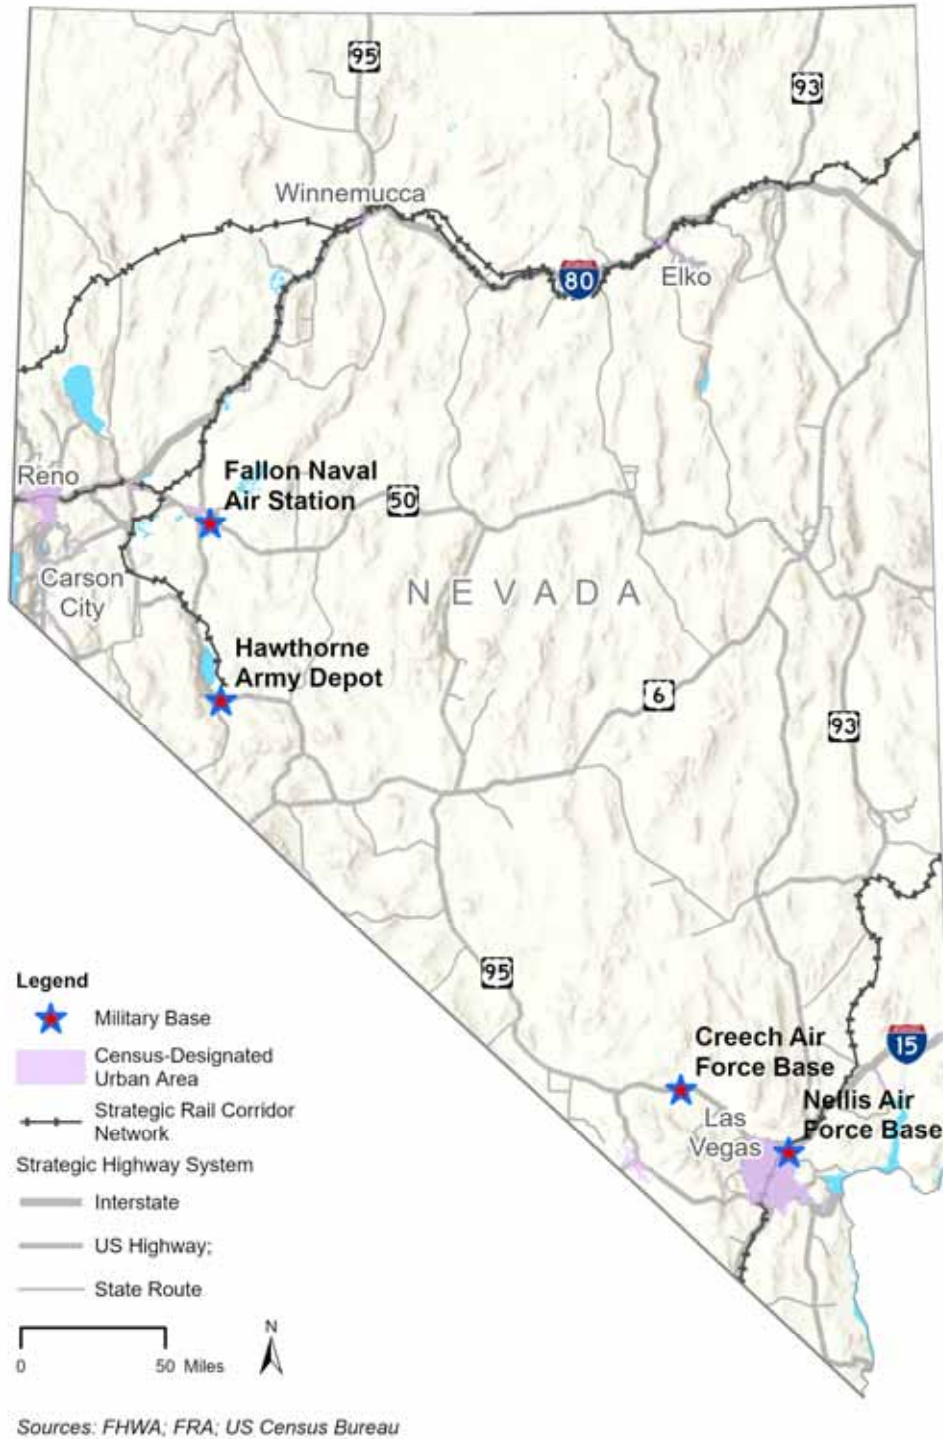 95
93
Winnemucca
80
Elko
Reno
Fallon Naval
Air Station
50
Carson
City
NEVADA
Hawthorne
Army Depot
6
93
95
Legend
Military Base
Census-Designated
Urban Area
Strategic Rail Corridor
Network
Strategic Highway System
Interstate
US Highway;
State Route
0 50 Miles
N
Creech Air
Force Base
15
Las
Vegas
Nellis Air
Force Base
Sources: FHWA; FRA; US Census Bureau